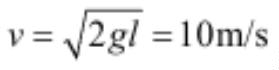 v = √2gl = 10m/s